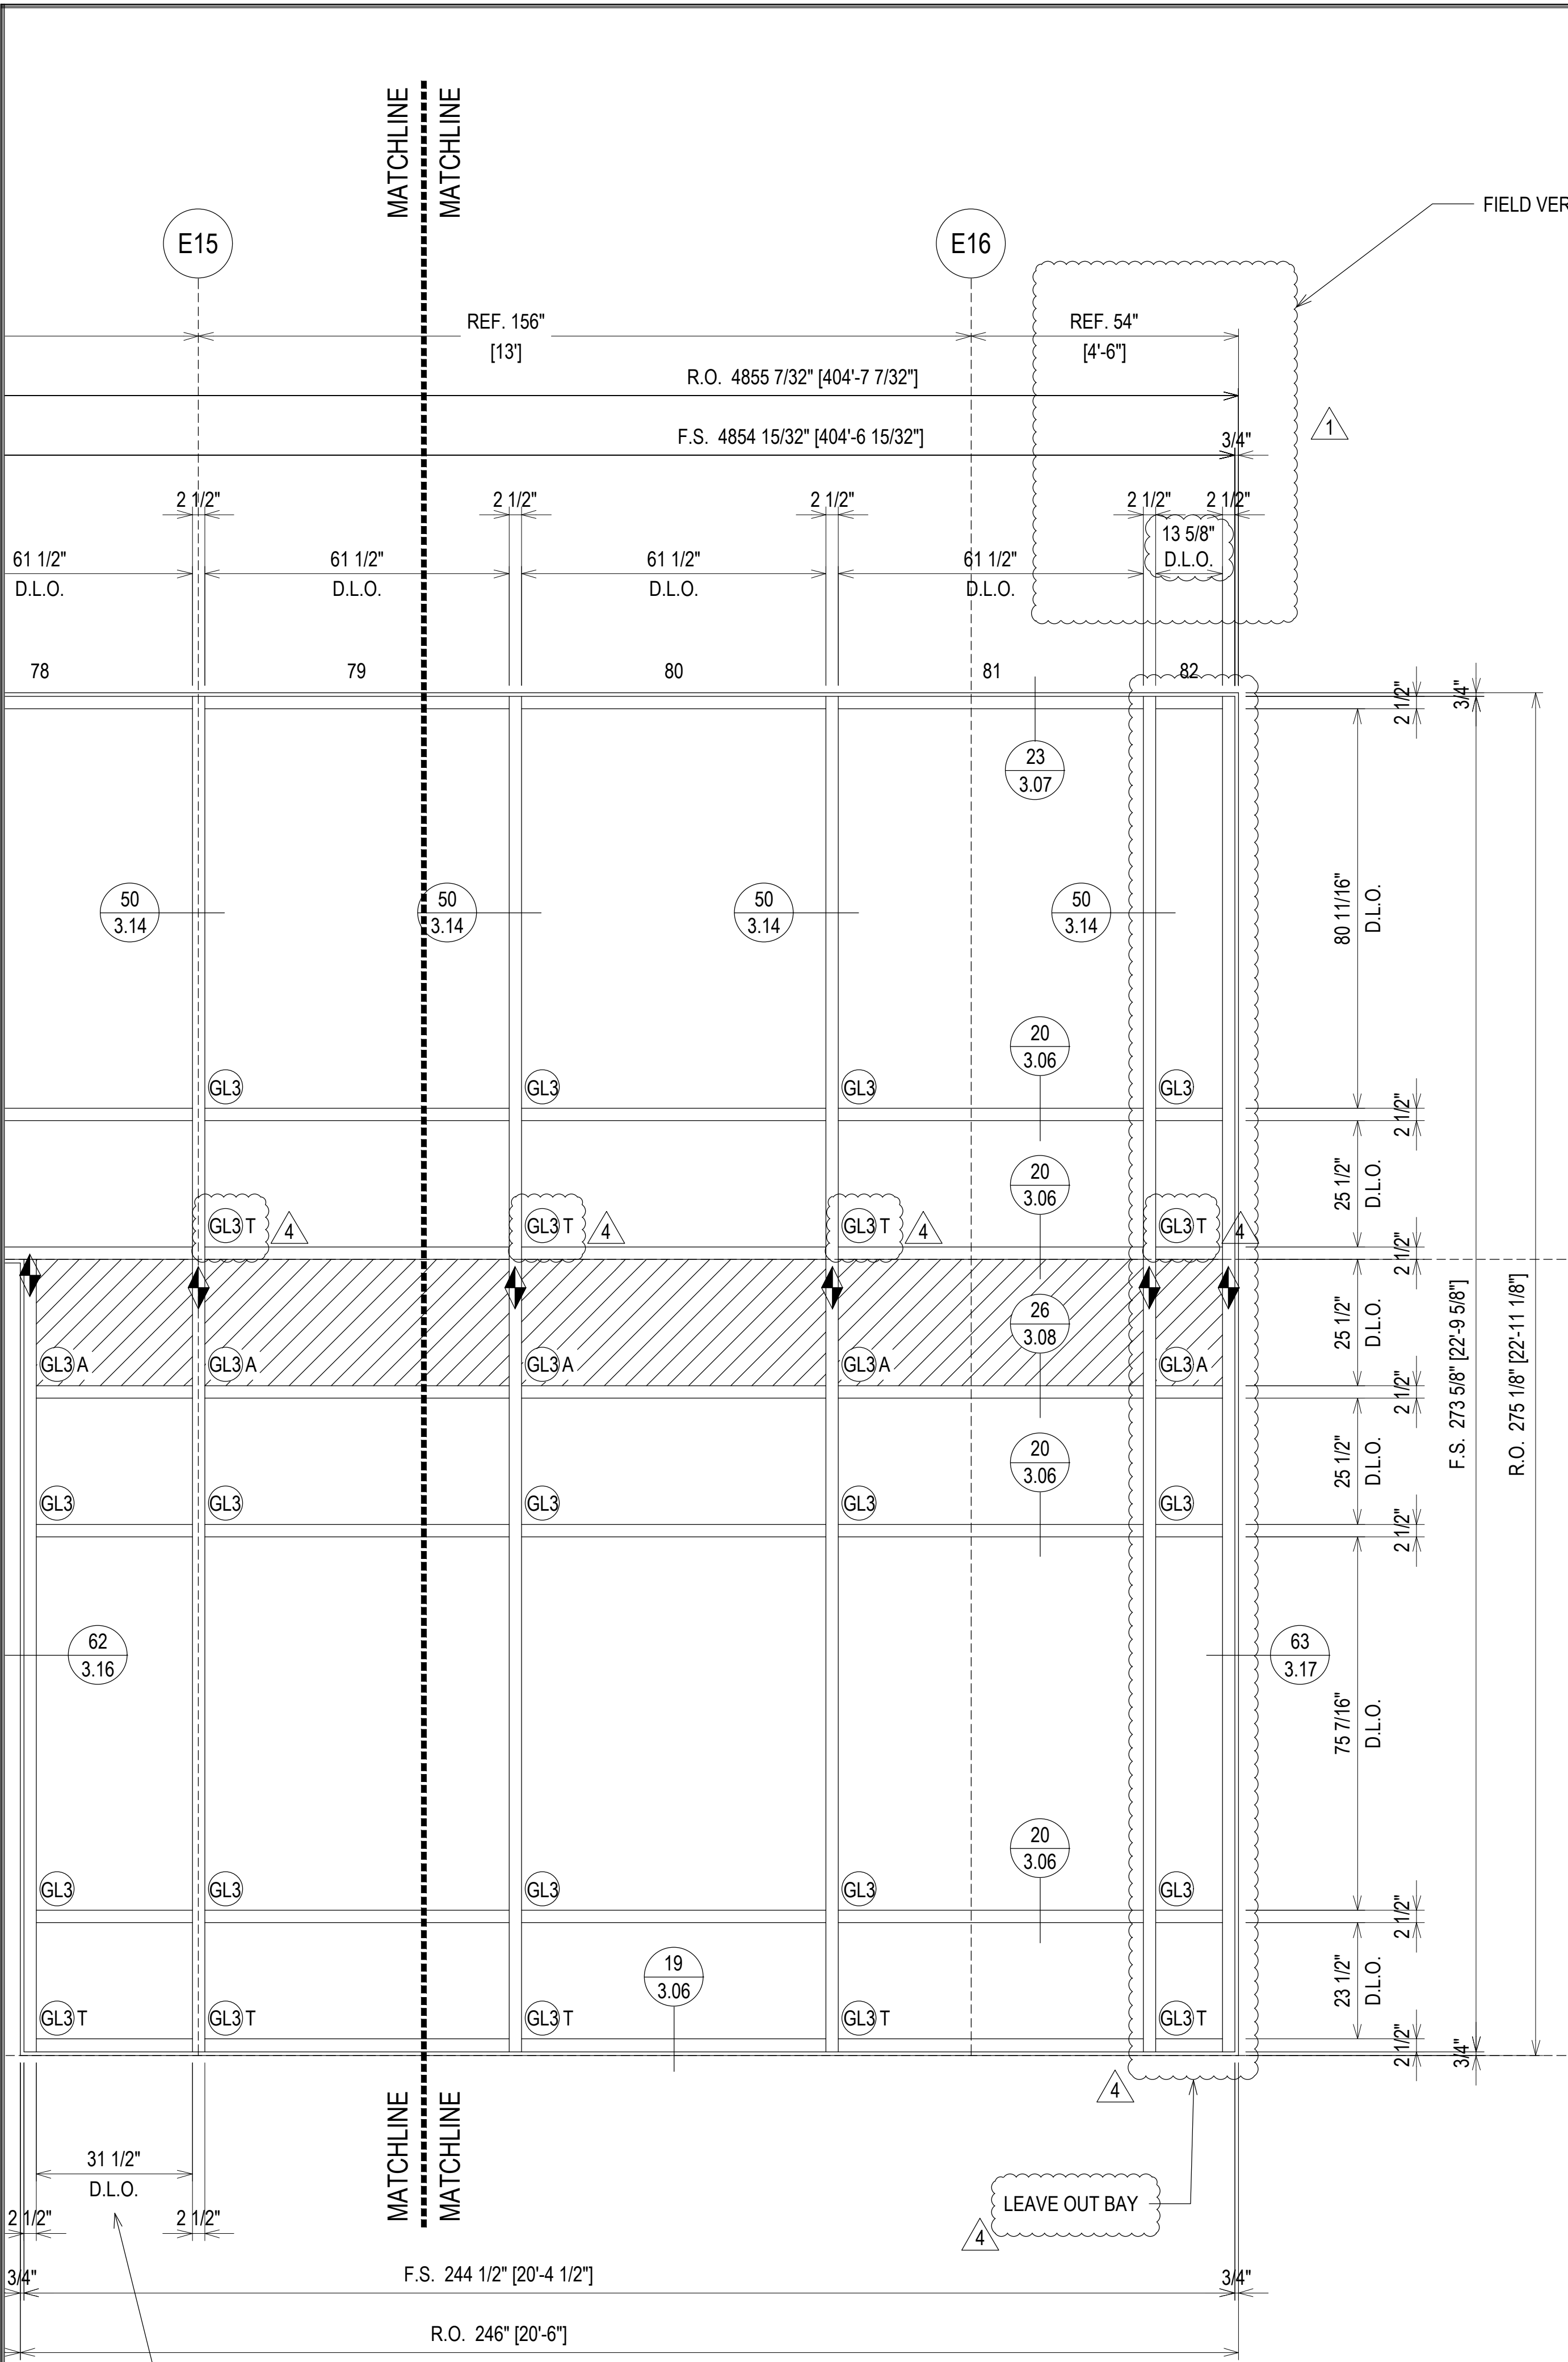 MATCHLINE
MATCHLINE
E15
E16
FIELD VER
REF. 156"
[13']
REF. 54"
[4'-6"]
R.O. 4855 7/32" [404'-7 7/32"]
F.S. 4854 15/32" [404'-6 15/32"]
3/4"
1
2 1/2"
2 1/2"
2 1/2"
2 1/2"
2 1/2"
13 5/8"
D.L.O.
61 1/2"
D.L.O.
61 1/2"
D.L.O.
61 1/2"
D.L.O.
61 1/2"
D.L.O.
78
79
80
81
82
2 1/2"
3/4"
23
3.07
50
3.14
50
3.14
50
3.14
50
3.14
80 11/16"
D.L.O.
20
3.06
GL3
GL3
GL3
GL3
2 1/2"
20
3.06
25 1/2"
D.L.O.
GL3 T
4
GL3 T
4
GL3 T
4
GL3 T
4
2 1/2"
26
3.08
25 1/2"
D.L.O.
GL3 A
GL3 A
GL3 A
GL3 A
GL3 A
2 1/2"
F.S. 273 5/8" [22'-9 5/8"]
R.O. 275 1/8" [22'-11 1/8"]
20
3.06
25 1/2"
D.L.O.
GL3
GL3
GL3
GL3
GL3
2 1/2"
62
3.16
63
3.17
75 7/16"
D.L.O.
20
3.06
GL3
GL3
GL3
GL3
GL3
2 1/2"
19
3.06
23 1/2"
D.L.O.
GL3 T
GL3 T
GL3 T
GL3 T
GL3 T
2 1/2"
3/4"
4
MATCHLINE
MATCHLINE
31 1/2"
D.L.O.
LEAVE OUT BAY
4
2 1/2"
2 1/2"
3/4"
F.S. 244 1/2" [20'-4 1/2"]
3/4"
R.O. 246" [20'-6"]